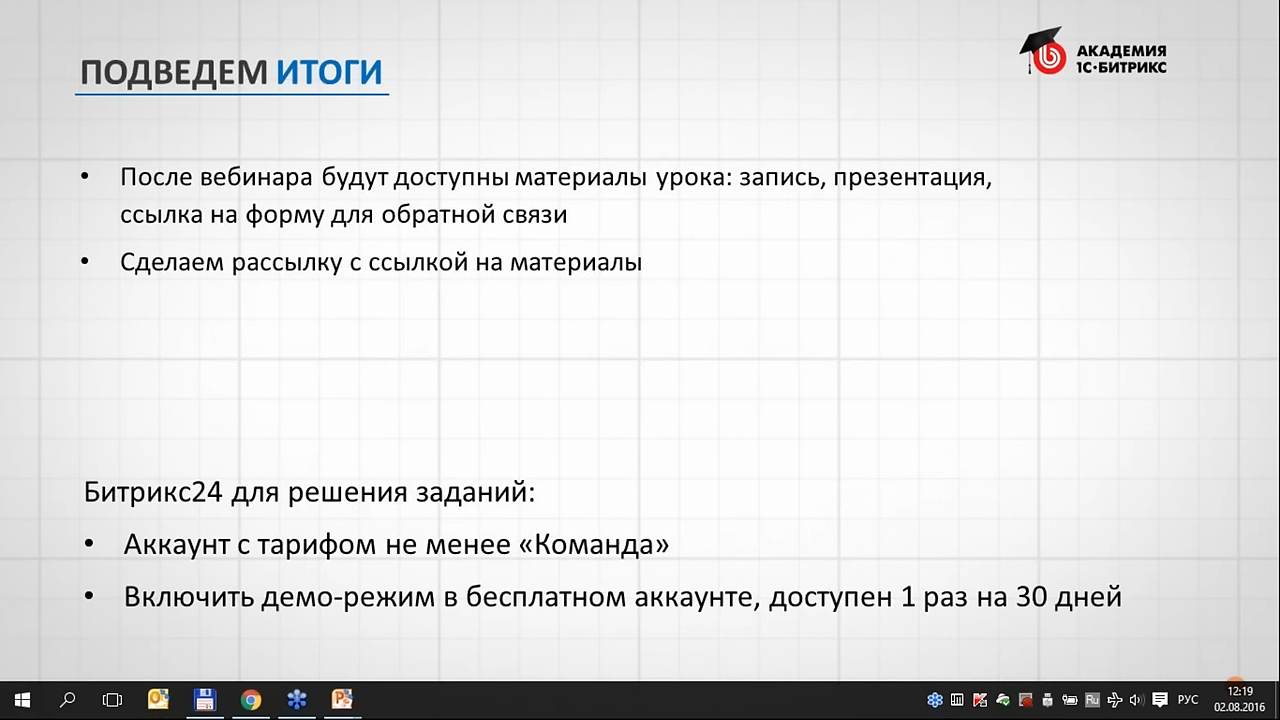 ПОДВЕДЕМ ИТОГИ
АКАДЕМИЯ
1С·БИТРИКС
• После вебинара будут доступны материалы урока: запись, презентация,
ссылка на форму для обратной связи
• Сделаем рассылку с ссылкой на материалы
Битрикс24 для решения заданий:
• Аккаунт с тарифом не менее «Команда»
• Включить демо-режим в бесплатном аккаунте, доступен 1 раз на 30 дней
Ru
РУС
12:19
02.08.2016